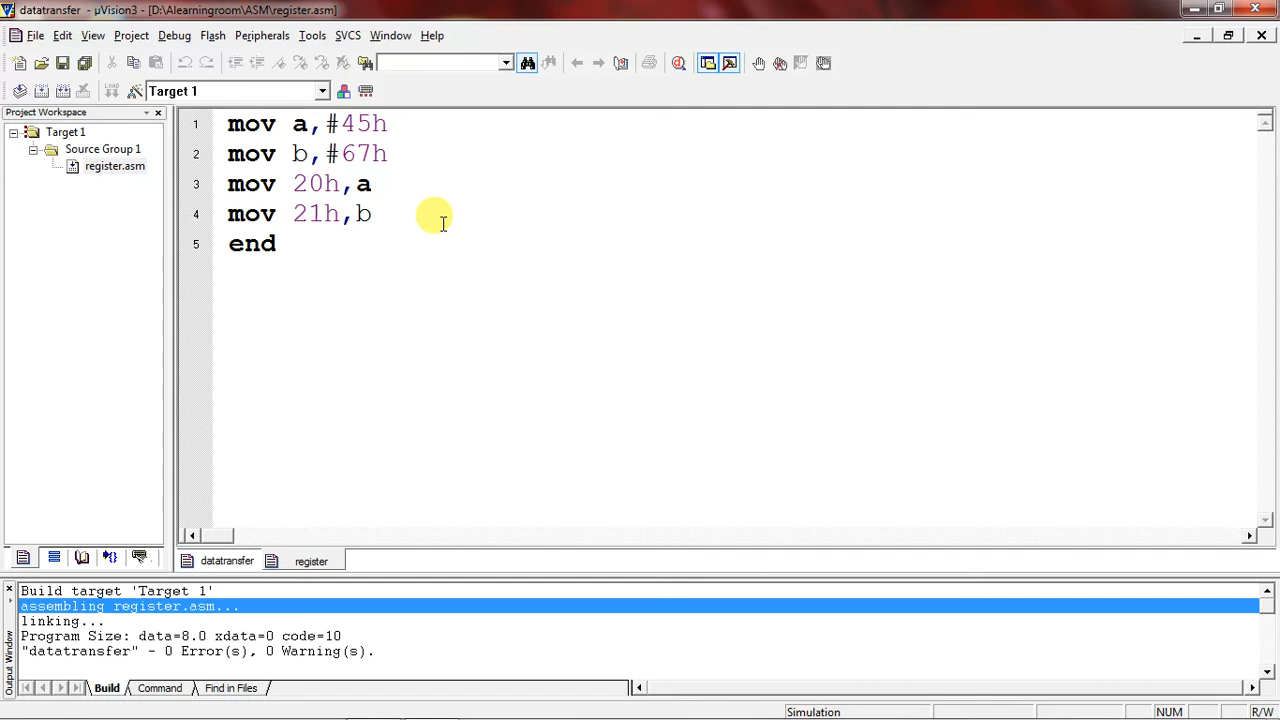 datatransfer - µVision3 - [D:\Alearningroom\ASM\register.asm]
File Edit View Project Debug Flash Peripherals Tools SVCS Window Help
LOAD Target 1
Project Workspace
Target 1
Source Group 1
register.asm
1 mov a,#45h
2 mov b,#67h
3 mov 20h,a
4 mov 21h,b
5 end
datatransfer register
Build target 'Target 1'
assembling register.asm...
linking...
Program Size: data=8.0 xdata=0 code=10
"datatransfer" - 0 Error(s), 0 Warning(s).
Output Window
Build Command Find in Files
Simulation NUM R/W